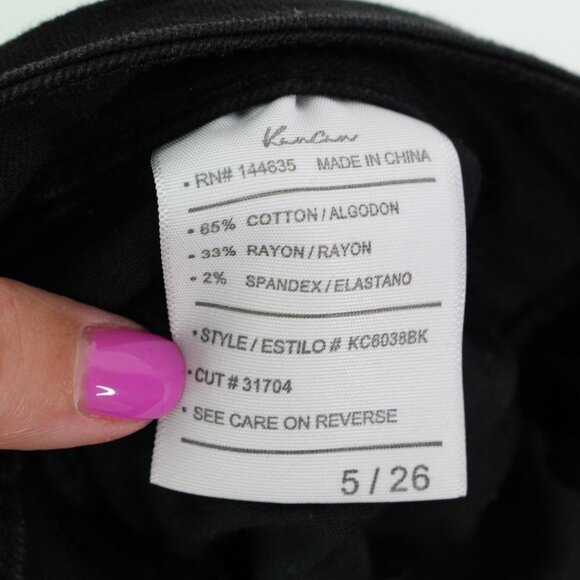 KanCan
• RN# 144635 MADE IN CHINA
• 65% COTTON / ALGODON
• 33% RAYON / RAYON
• 2% SPANDEX / ELASTANO
• STYLE / ESTILO # KC6038BK
• CUT # 31704
• SEE CARE ON REVERSE
5 / 26